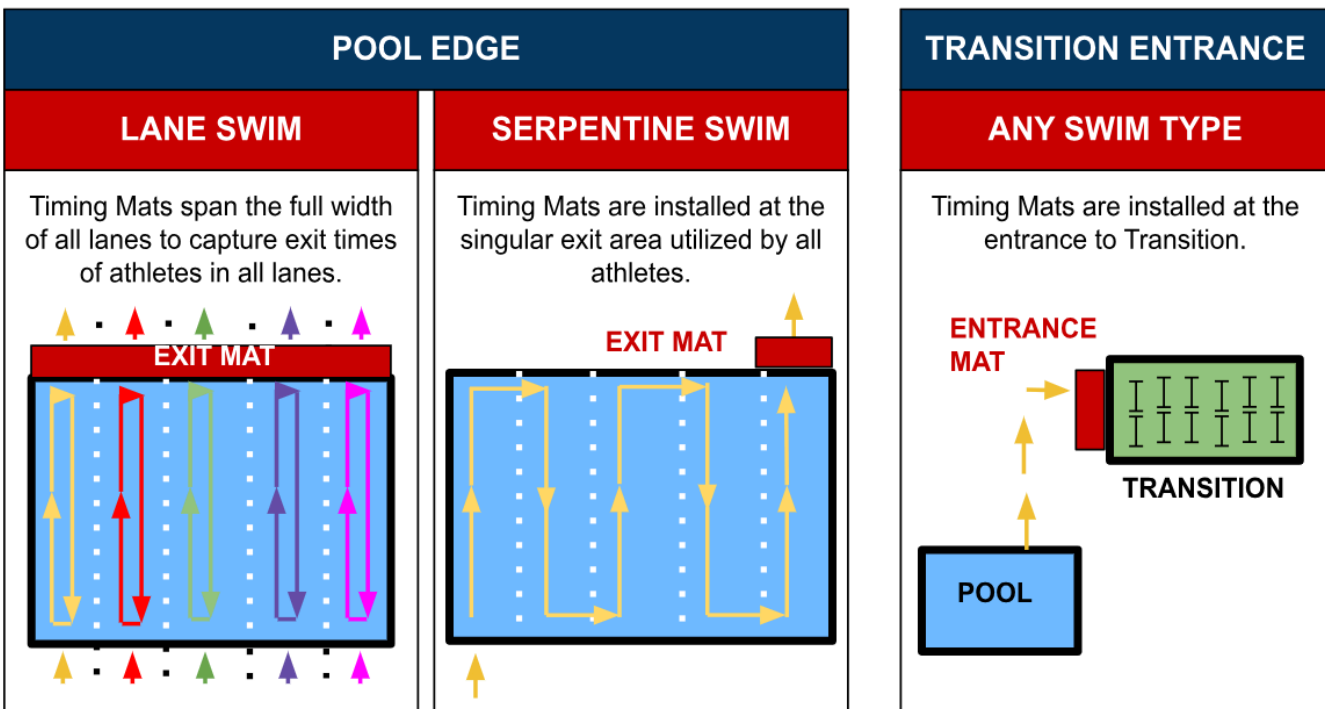 POOL EDGE
LANE SWIM
Timing Mats span the full width
of all lanes to capture exit times
of athletes in all lanes.
EXIT MAT
SERPENTINE SWIM
Timing Mats are installed at the
singular exit area utilized by all
athletes.
EXIT MAT
TRANSITION ENTRANCE
ANY SWIM TYPE
Timing Mats are installed at the
entrance to Transition.
ENTRANCE
MAT
TRANSITION
POOL